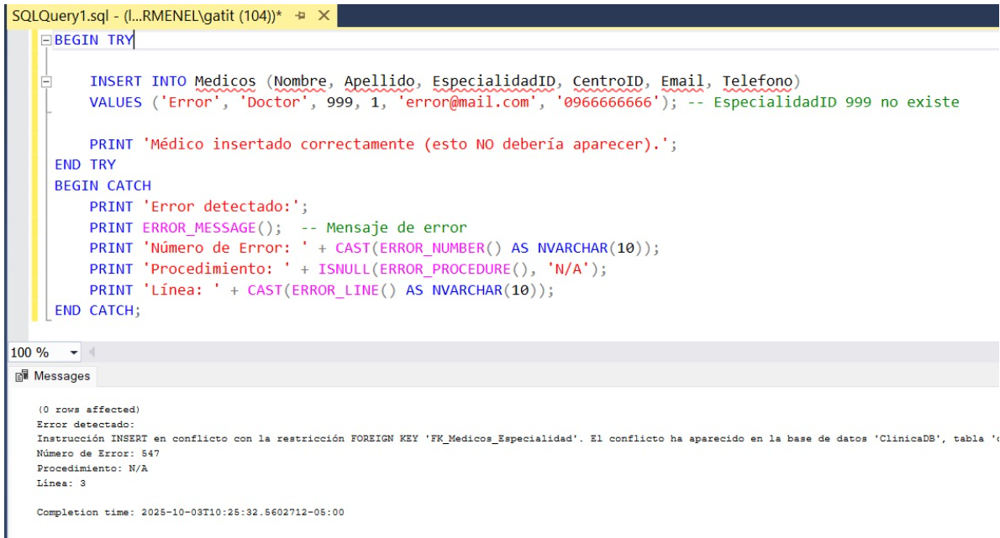 SQLQuery1.sql - (l...RMENEL\gatit (104))*
BEGIN TRY
INSERT INTO Medicos (Nombre, Apellido, EspecialidadID, CentroID, Email, Telefono)
VALUES ('Error', 'Doctor', 999, 1, 'error@mail.com', '0966666666'); -- EspecialidadID 999 no existe
PRINT 'Médico insertado correctamente (esto NO debería aparecer).';
END TRY
BEGIN CATCH
PRINT 'Error detectado:';
PRINT ERROR_MESSAGE();  -- Mensaje de error
PRINT 'Número de Error: ' + CAST(ERROR_NUMBER() AS NVARCHAR(10));
PRINT 'Procedimiento: ' + ISNULL(ERROR_PROCEDURE(), 'N/A');
PRINT 'Línea: ' + CAST(ERROR_LINE() AS NVARCHAR(10));
END CATCH;
100 %
Messages
(0 rows affected)
Error detectado:
Instrucción INSERT en conflicto con la restricción FOREIGN KEY 'FK_Medicos_Especialidad'. El conflicto ha aparecido en la base de datos 'ClinicaDB', tabla '
Número de Error: 547
Procedimiento: N/A
Línea: 3
Completion time: 2025-10-03T10:25:32.5602712-05:00